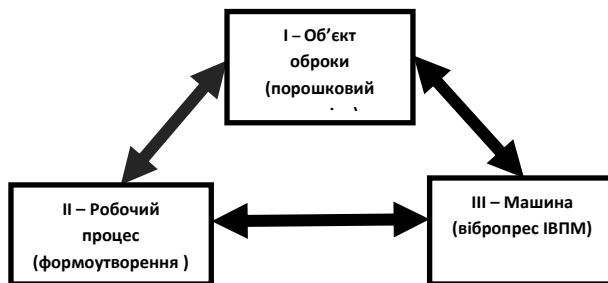 I – Об’єкт
оброки
(порошковий
II – Робочий
процес
(формоутворення )
III – Машина
(вібропрес ІВПМ)